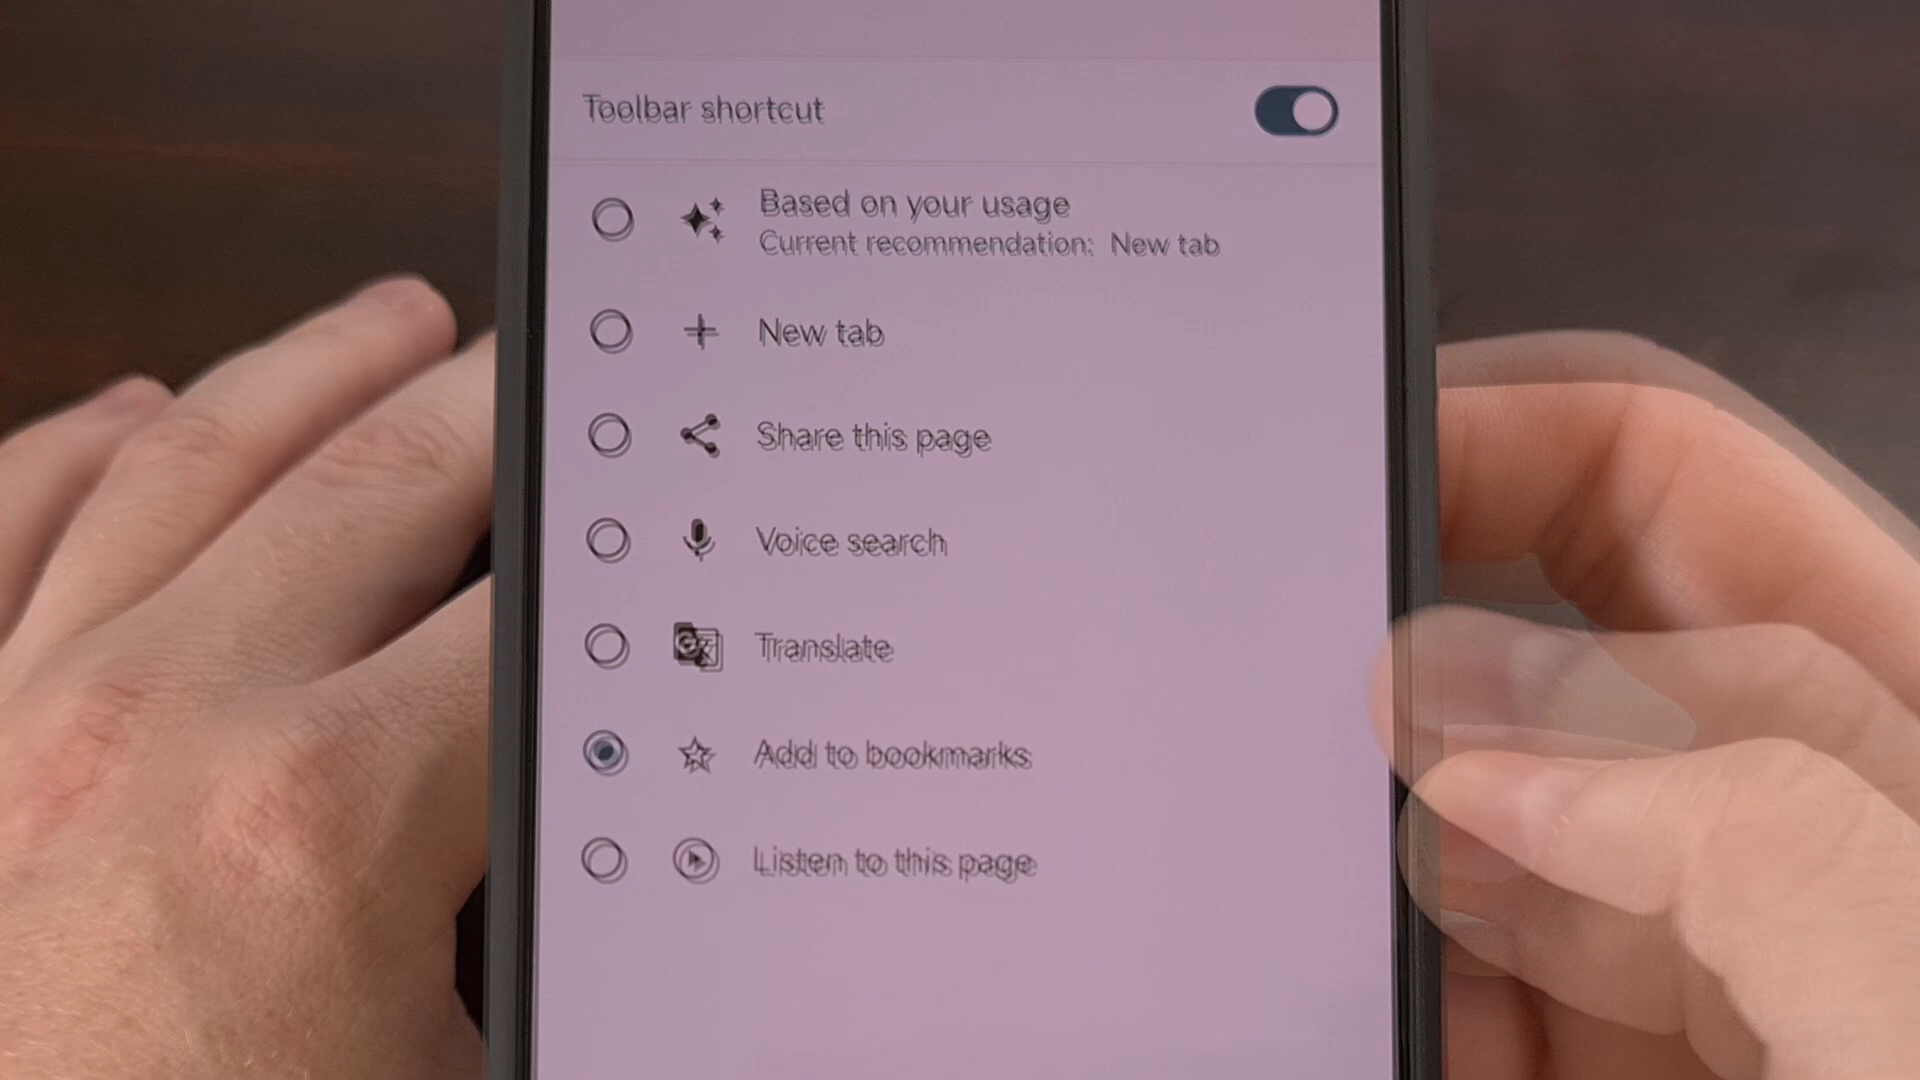 Toolbar shortcut
Based on your usage
Current recommendation: New tab
New tab
Share this page
Voice search
Translate
Add to bookmarks
Listen to this page